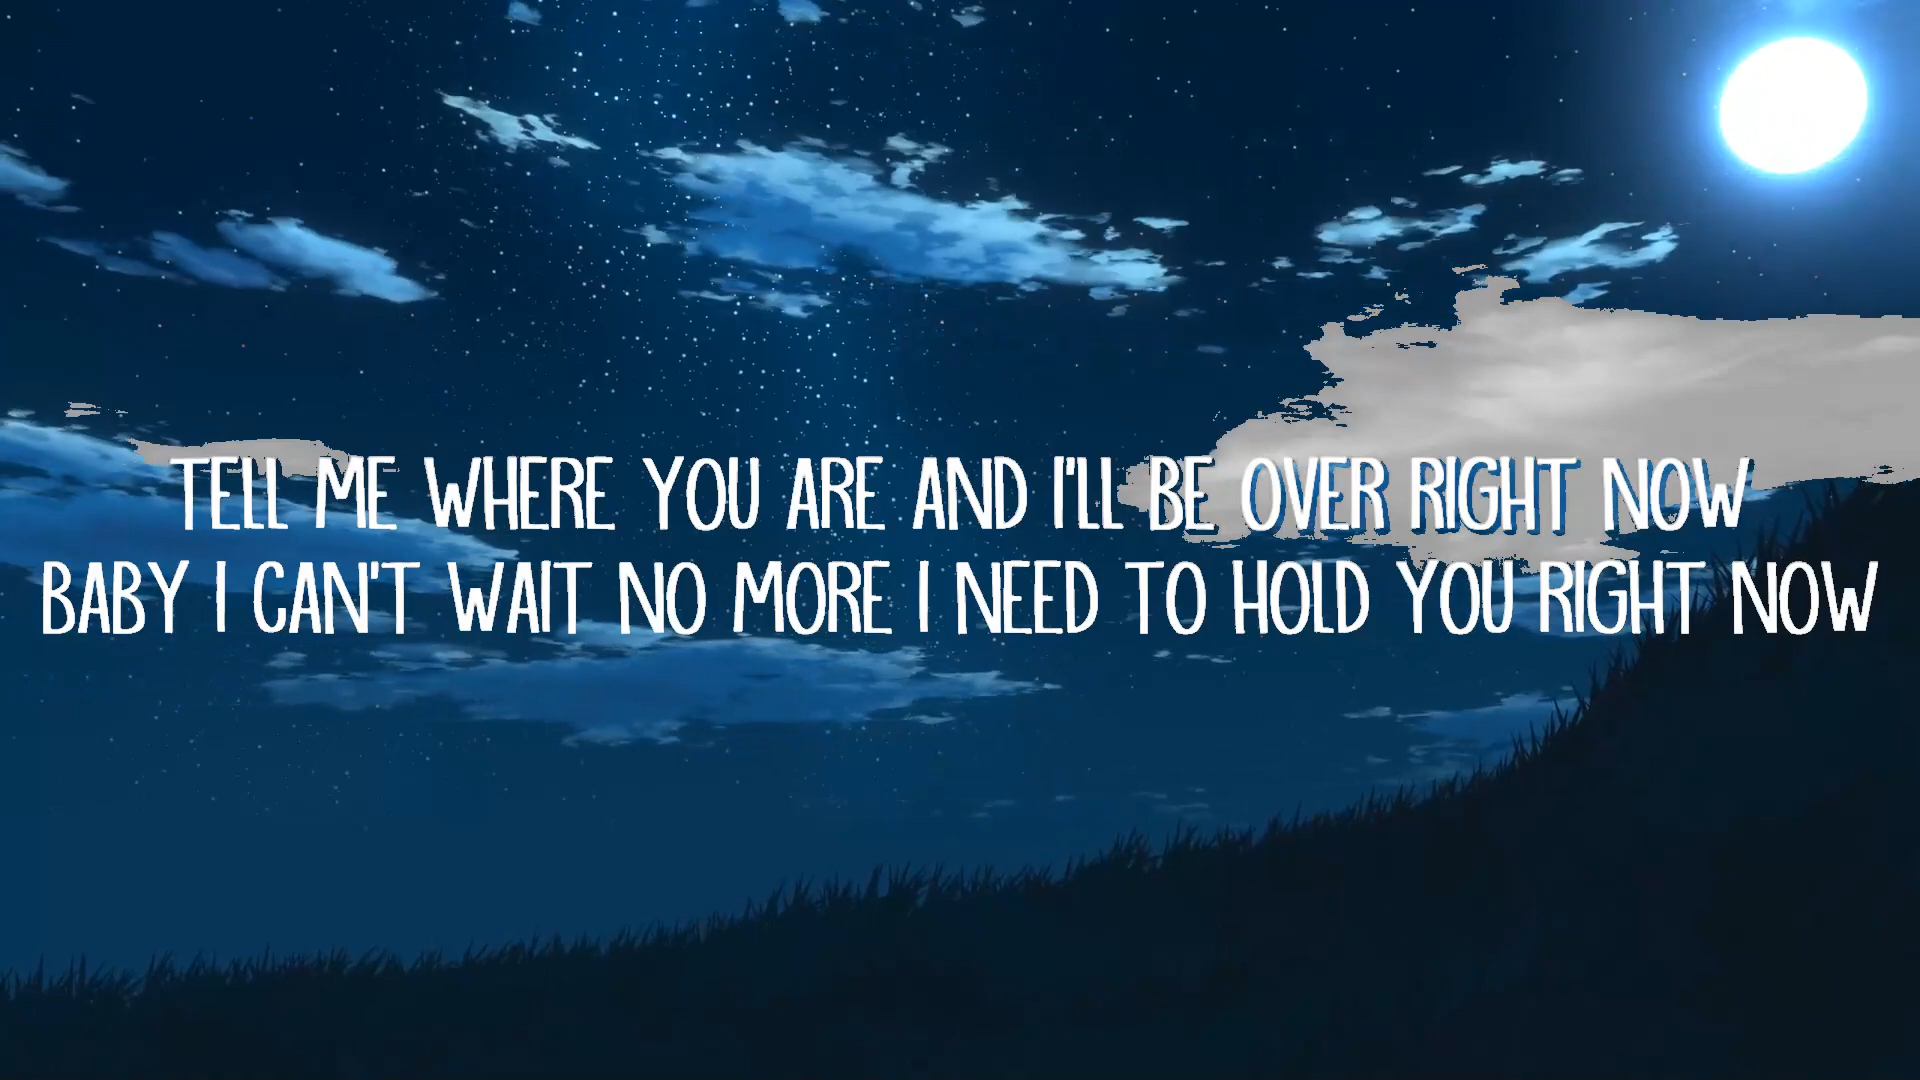 TELL ME WHERE YOU ARE AND I'LL BE OVER RIGHT NOW
BABY I CAN'T WAIT NO MORE I NEED TO HOLD YOU RIGHT NOW